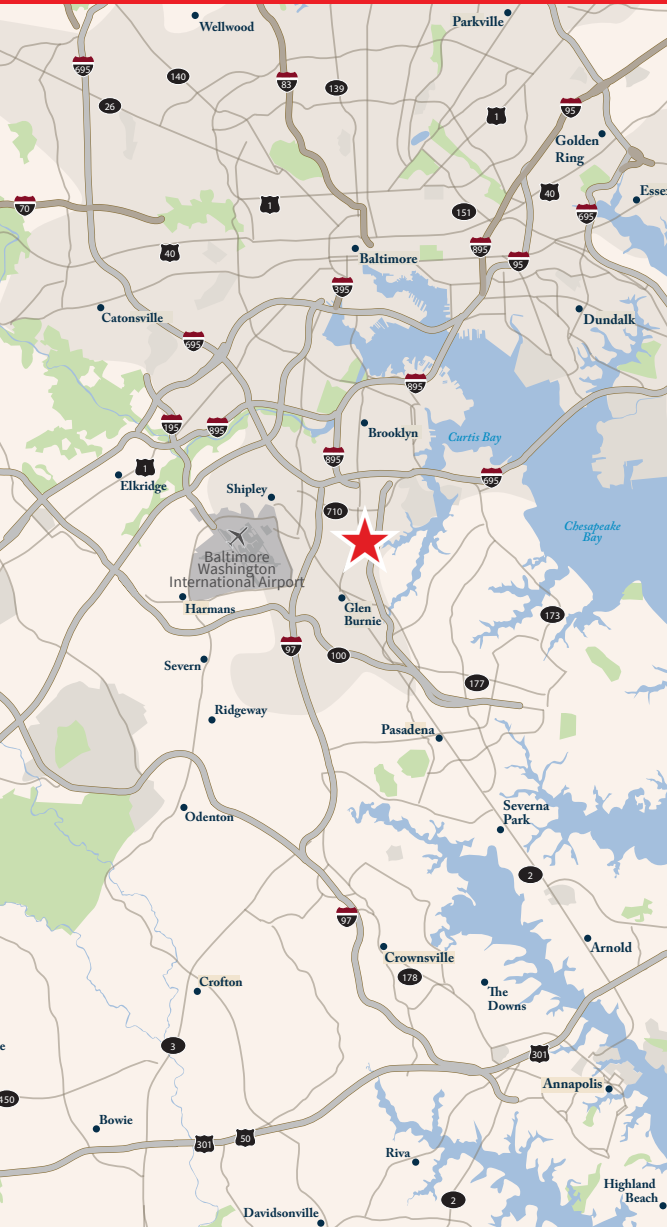 Parkville
Wellwood
695
140
83
139
26
95
1
Golden
Ring
40
70
1
151
695
895
40
95
Baltimore
395
Catonsville
Dundalk
695
895
195
895
Brooklyn
Curtis Bay
895
1
695
Elkridge
Shipley
710
Chesapeake
Bay
Baltimore
Washington
International Airport
Harmans
Glen
Burnie
173
97
100
Severn
177
Ridgeway
Pasadena
Severna
Park
Odenton
2
97
Arnold
Crownsville
178
Crofton
The
Downs
3
301
Annapolis
450
Bowie
50
301
Riva
Highland
Beach
2
Davidsonville